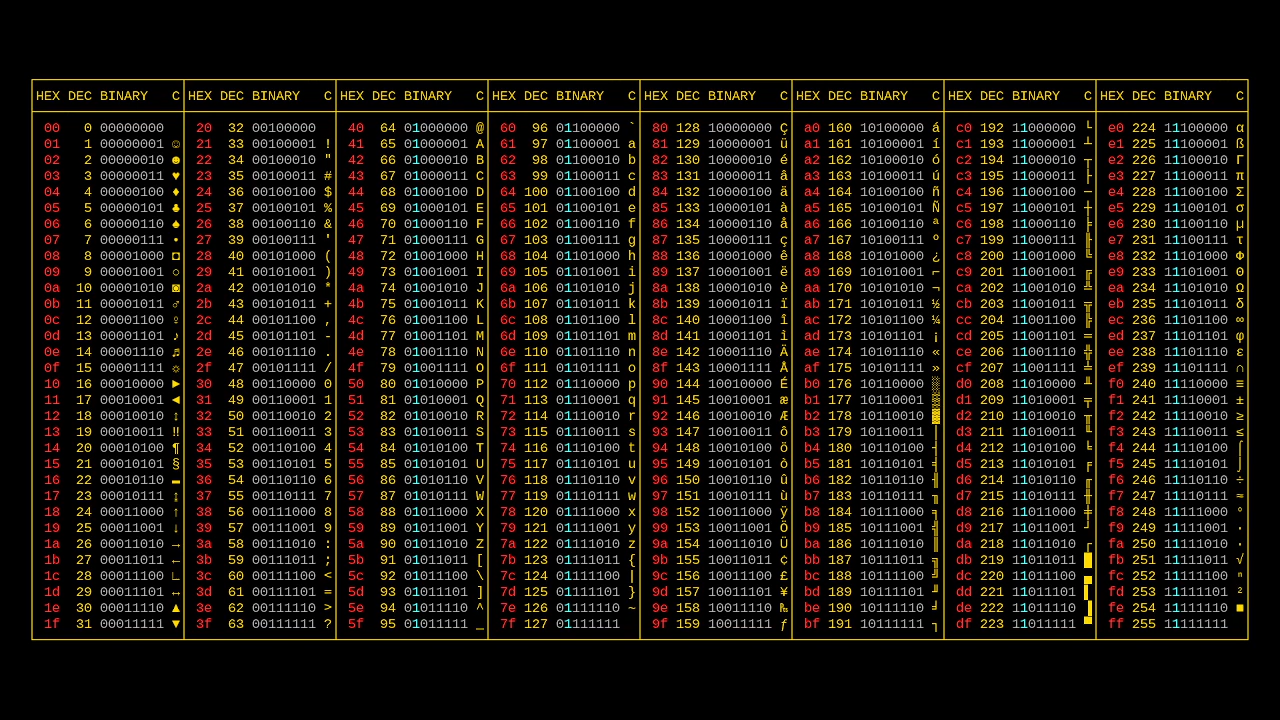 HEX DEC BINARY C HEX DEC BINARY C HEX DEC BINARY C HEX DEC BINARY C HEX DEC BINARY C HEX DEC BINARY C HEX DEC BINARY C HEX DEC BINARY C
00 0 00000000 20 32 00100000 40 64 01000000 @ 60 96 01100000 ` 80 128 10000000 Ç a0 160 10100000 á c0 192 11000000 └ e0 224 11100000 α
01 1 00000001 ☺ 21 33 00100001 ! 41 65 01000001 A 61 97 01100001 a 81 129 10000001 ü a1 161 10100001 í c1 193 11000001 ┴ e1 225 11100001 ß
02 2 00000010 ☻ 22 34 00100010 " 42 66 01000010 B 62 98 01100010 b 82 130 10000010 é a2 162 10100010 ó c2 194 11000010 ┬ e2 226 11100010 Γ
03 3 00000011 ♥ 23 35 00100011 # 43 67 01000011 C 63 99 01100011 c 83 131 10000011 â a3 163 10100011 ú c3 195 11000011 ├ e3 227 11100011 π
04 4 00000100 ♦ 24 36 00100100 $ 44 68 01000100 D 64 100 01100100 d 84 132 10000100 ä a4 164 10100100 ñ c4 196 11000100 ─ e4 228 11100100 Σ
05 5 00000101 ♣ 25 37 00100101 % 45 69 01000101 E 65 101 01100101 e 85 133 10000101 à a5 165 10100101 Ñ c5 197 11000101 ┼ e5 229 11100101 σ
06 6 00000110 ♠ 26 38 00100110 & 46 70 01000110 F 66 102 01100110 f 86 134 10000110 å a6 166 10100110 ª c6 198 11000110 ╞ e6 230 11100110 µ
07 7 00000111 • 27 39 00100111 ' 47 71 01000111 G 67 103 01100111 g 87 135 10000111 ç a7 167 10100111 º c7 199 11000111 ╟ e7 231 11100111 τ
08 8 00001000 ◘ 28 40 00101000 ( 48 72 01001000 H 68 104 01101000 h 88 136 10001000 ê a8 168 10101000 ¿ c8 200 11001000 ╚ e8 232 11101000 Φ
09 9 00001001 ○ 29 41 00101001 ) 49 73 01001001 I 69 105 01101001 i 89 137 10001001 ë a9 169 10101001 ⌐ c9 201 11001001 ╔ e9 233 11101001 Θ
0a 10 00001010 ◙ 2a 42 00101010 * 4a 74 01001010 J 6a 106 01101010 j 8a 138 10001010 è aa 170 10101010 ¬ ca 202 11001010 ╩ ea 234 11101010 Ω
0b 11 00001011 ♂ 2b 43 00101011 + 4b 75 01001011 K 6b 107 01101011 k 8b 139 10001011 ï ab 171 10101011 ½ cb 203 11001011 ╦ eb 235 11101011 δ
0c 12 00001100 ♀ 2c 44 00101100 , 4c 76 01001100 L 6c 108 01101100 l 8c 140 10001100 î ac 172 10101100 ¼ cc 204 11001100 ╠ ec 236 11101100 ∞
0d 13 00001101 ♪ 2d 45 00101101 - 4d 77 01001101 M 6d 109 01101101 m 8d 141 10001101 ì ad 173 10101101 ¡ cd 205 11001101 ═ ed 237 11101101 φ
0e 14 00001110 ♬ 2e 46 00101110 . 4e 78 01001110 N 6e 110 01101110 n 8e 142 10001110 Ä ae 174 10101110 « ce 206 11001110 ╬ ee 238 11101110 ε
0f 15 00001111 ☼ 2f 47 00101111 / 4f 79 01001111 O 6f 111 01101111 o 8f 143 10001111 Å af 175 10101111 » cf 207 11001111 ╧ ef 239 11101111 ∩
10 16 00010000 ► 30 48 00110000 0 50 80 01010000 P 70 112 01110000 p 90 144 10010000 É b0 176 10110000 ░ d0 208 11010000 ╨ f0 240 11110000 ≡
11 17 00010001 ◄ 31 49 00110001 1 51 81 01010001 Q 71 113 01110001 q 91 145 10010001 æ b1 177 10110001 ▒ d1 209 11010001 ╤ f1 241 11110001 ±
12 18 00010010 ↕ 32 50 00110010 2 52 82 01010010 R 72 114 01110010 r 92 146 10010010 Æ b2 178 10110010 ▓ d2 210 11010010 ╥ f2 242 11110010 ≥
13 19 00010011 ‼ 33 51 00110011 3 53 83 01010011 S 73 115 01110011 s 93 147 10010011 ô b3 179 10110011 │ d3 211 11010011 ╙ f3 243 11110011 ≤
14 20 00010100 ¶ 34 52 00110100 4 54 84 01010100 T 74 116 01110100 t 94 148 10010100 ö b4 180 10110100 ┤ d4 212 11010100 ╘ f4 244 11110100 ⌠
15 21 00010101 § 35 53 00110101 5 55 85 01010101 U 75 117 01110101 u 95 149 10010101 ò b5 181 10110101 ╡ d5 213 11010101 ╒ f5 245 11110101 ⌡
16 22 00010110 ▬ 36 54 00110110 6 56 86 01010110 V 76 118 01110110 v 96 150 10010110 û b6 182 10110110 ╢ d6 214 11010110 ╓ f6 246 11110110 ÷
17 23 00010111 ↨ 37 55 00110111 7 57 87 01010111 W 77 119 01110111 w 97 151 10010111 ù b7 183 10110111 ╖ d7 215 11010111 ╫ f7 247 11110111 ≈
18 24 00011000 ↑ 38 56 00111000 8 58 88 01011000 X 78 120 01111000 x 98 152 10011000 ÿ b8 184 10111000 ╕ d8 216 11011000 ╪ f8 248 11111000 °
19 25 00011001 ↓ 39 57 00111001 9 59 89 01011001 Y 79 121 01111001 y 99 153 10011001 Ö b9 185 10111001 ╣ d9 217 11011001 ┘ f9 249 11111001 ∙
1a 26 00011010 → 3a 58 00111010 : 5a 90 01011010 Z 7a 122 01111010 z 9a 154 10011010 Ü ba 186 10111010 ║ da 218 11011010 ┌ fa 250 11111010 ·
1b 27 00011011 ← 3b 59 00111011 ; 5b 91 01011011 [ 7b 123 01111011 { 9b 155 10011011 ¢ bb 187 10111011 ╗ db 219 11011011 █ fb 251 11111011 √
1c 28 00011100 ∟ 3c 60 00111100 < 5c 92 01011100 \ 7c 124 01111100 | 9c 156 10011100 £ bc 188 10111100 ╝ dc 220 11011100 ▄ fc 252 11111100 ⁿ
1d 29 00011101 ↔ 3d 61 00111101 = 5d 93 01011101 ] 7d 125 01111101 } 9d 157 10011101 ¥ bd 189 10111101 ╜ dd 221 11011101 ▌ fd 253 11111101 ²
1e 30 00011110 ▲ 3e 62 00111110 > 5e 94 01011110 ^ 7e 126 01111110 ~ 9e 158 10011110 ₧ be 190 10111110 ╛ de 222 11011110 ▐ fe 254 11111110 ■
1f 31 00011111 ▼ 3f 63 00111111 ? 5f 95 01011111 _ 7f 127 01111111 9f 159 10011111 ƒ bf 191 10111111 ┐ df 223 11011111 ▀ ff 255 11111111